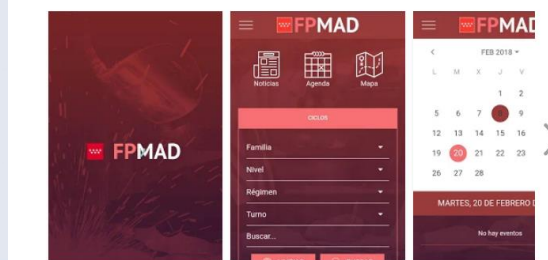 FPMAD
FPMAD
Noticias Agenda Mapa
CICLOS
Familia
Nivel
Régimen
Turno
Buscar...
FPMAD
FEB 2018
L M X J V
1 2
5 6 7 8 9
12 13 14 15 16
19 20 21 22 23
26 27 28
MARTES, 20 DE FEBRERO D
No hay eventos